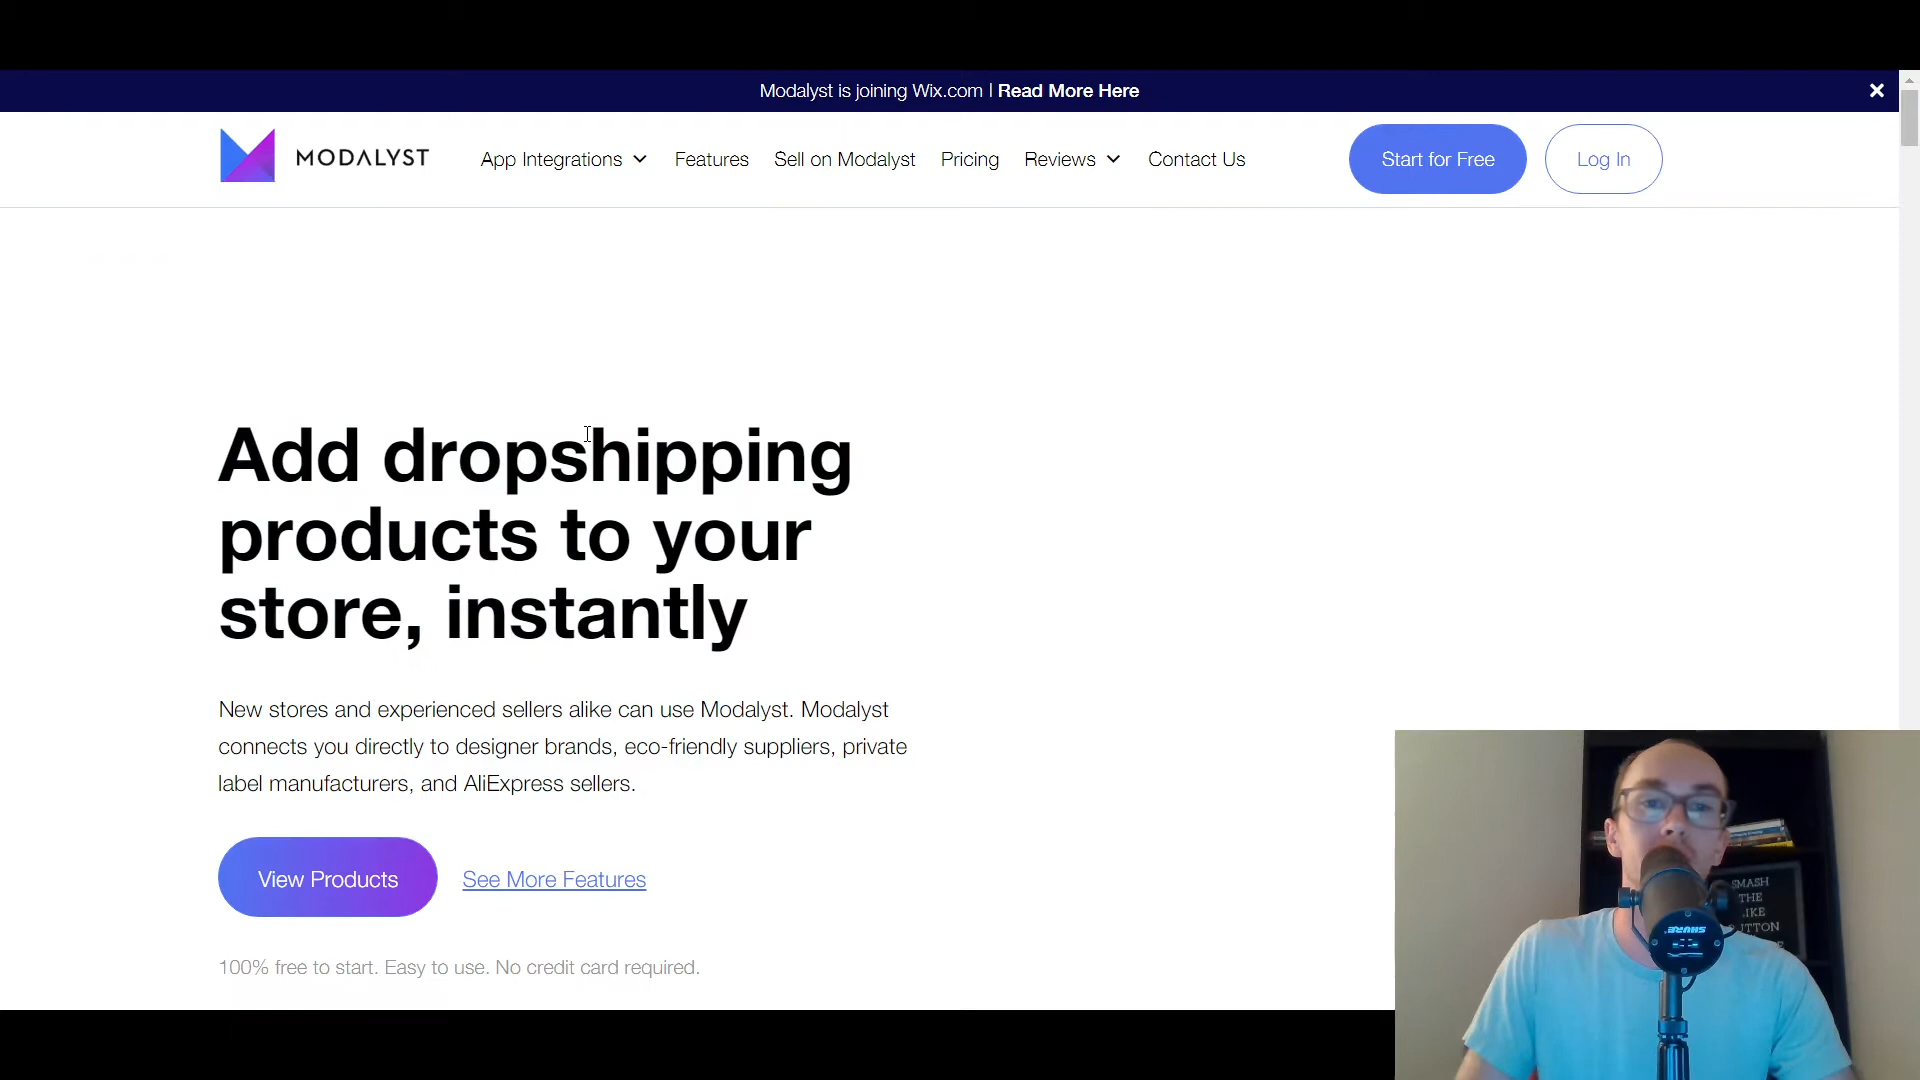 Modalyst is joining Wix.com | Read More Here
MODALYST
App Integrations
Features
Sell on Modalyst
Pricing
Reviews
Contact Us
Start for Free
Log In
Add dropshipping
products to your
store, instantly
New stores and experienced sellers alike can use Modalyst. Modalyst
connects you directly to designer brands, eco-friendly suppliers, private
label manufacturers, and AliExpress sellers.
View Products
See More Features
100% free to start. Easy to use. No credit card required.
SMASH
THE
SHURE